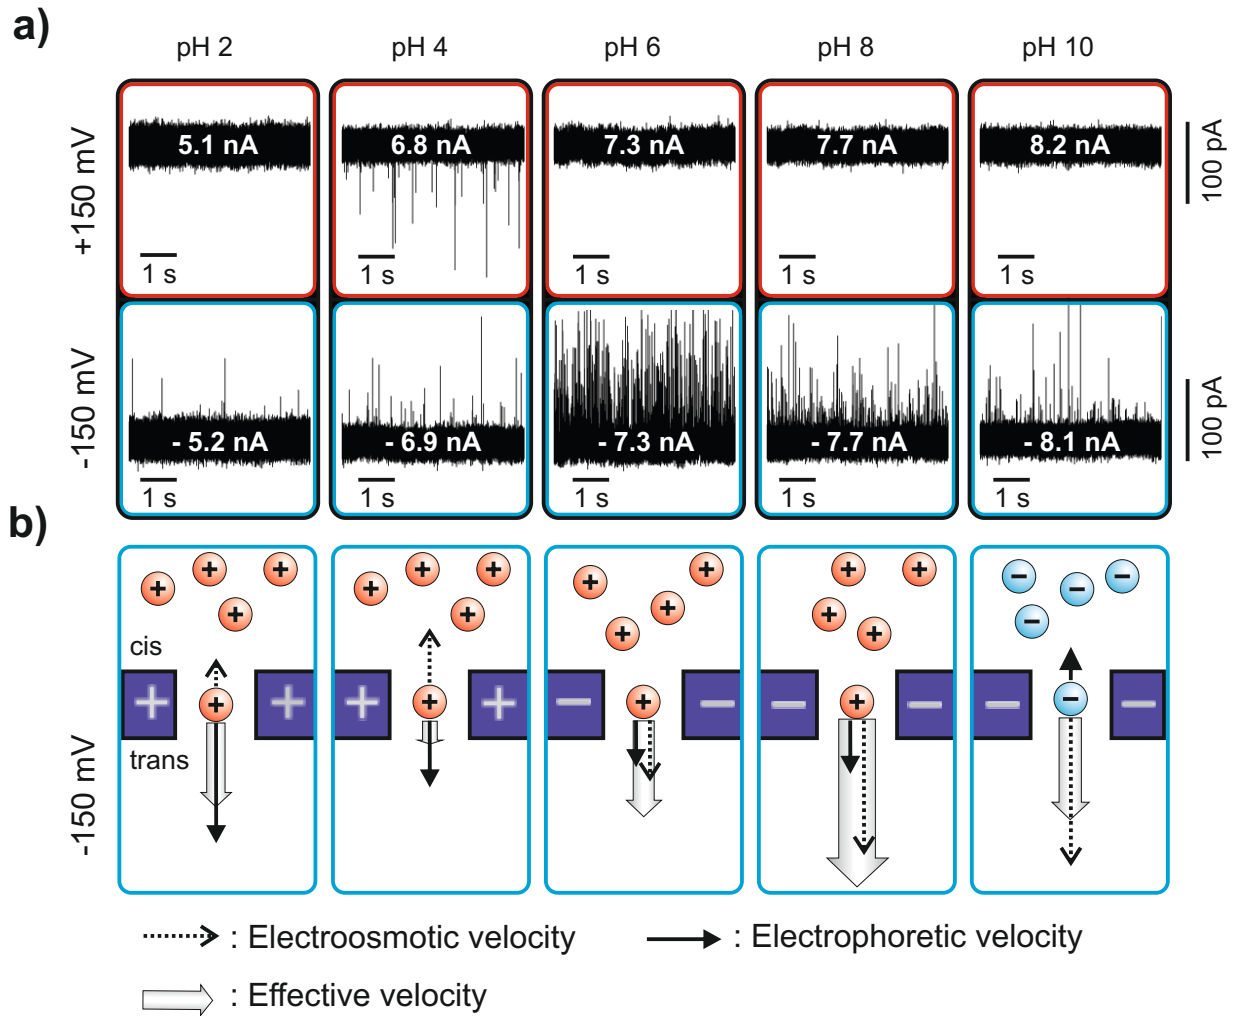 a)
pH 2 pH 4 pH 6 pH 8 pH 10
+150 mV
5.1 nA 6.8 nA 7.3 nA 7.7 nA 8.2 nA
100 pA
1 s 1 s 1 s 1 s 1 s
-150 mV
- 5.2 nA - 6.9 nA - 7.3 nA - 7.7 nA - 8.1 nA
100 pA
1 s 1 s 1 s 1 s 1 s
b)
+ + + + + + + + + + + + + + + + − − − −
cis
+ + + + + + − + − − + − − − −
trans
-150 mV
: Electroosmotic velocity : Electrophoretic velocity
: Effective velocity